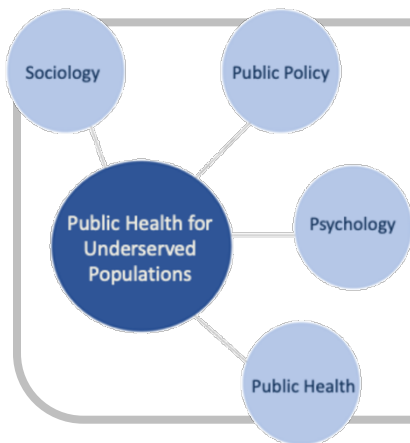 Sociology
Public Policy
Public Health for
Underserved
Populations
Psychology
Public Health